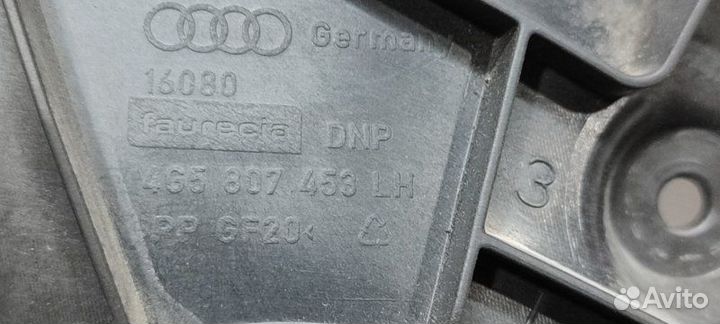 Germany
16080
faurecia DNP
4G5 807 453 LH
PP GF20<
3
Avito